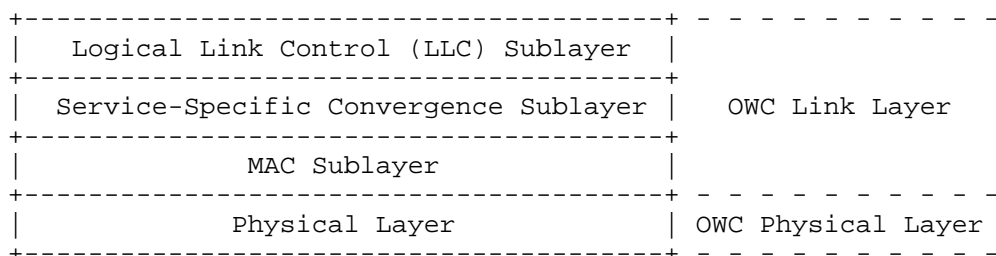 Logical Link Control (LLC) Sublayer
Service-Specific Convergence Sublayer OWC Link Layer
MAC Sublayer
Physical Layer OWC Physical Layer